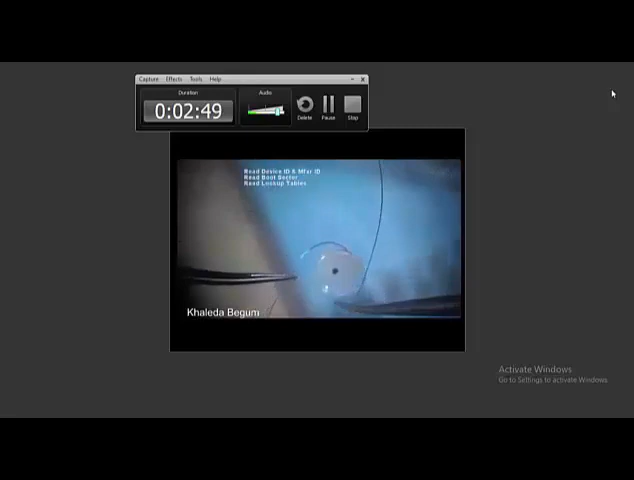 Capture Effects Tools Help
Duration
Audio
0:02:49
Delete Pause Stop
Read Device ID & Mfgr ID
Read Boot Sector
Read Lookup Tables
Khaleda Begum
Activate Windows
Go to Settings to activate Windows.